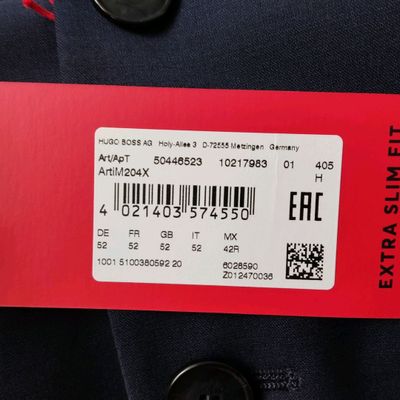 HUGO BOSS AG Holy-Allee 3 D-72555 Metzingen Germany
Art/ApT 50446523 10217983 01 405
ArtiM204X H
4 021403 574550
EAC
DE FR GB IT MX
52 52 52 52 42R
1001 5100380592 20 6028590
Z012470036
EXTRA SLIM FIT